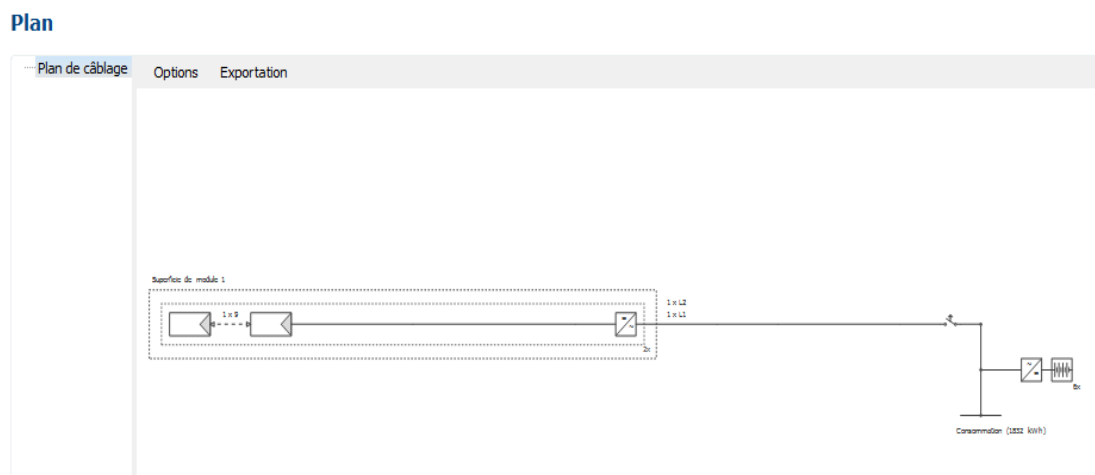 Plan
Plan de câblage
Options Exportation
Superficie de module 1
1 x 9
1 x L2
1 x L1
2x
6x
Consommation (1832 kWh)